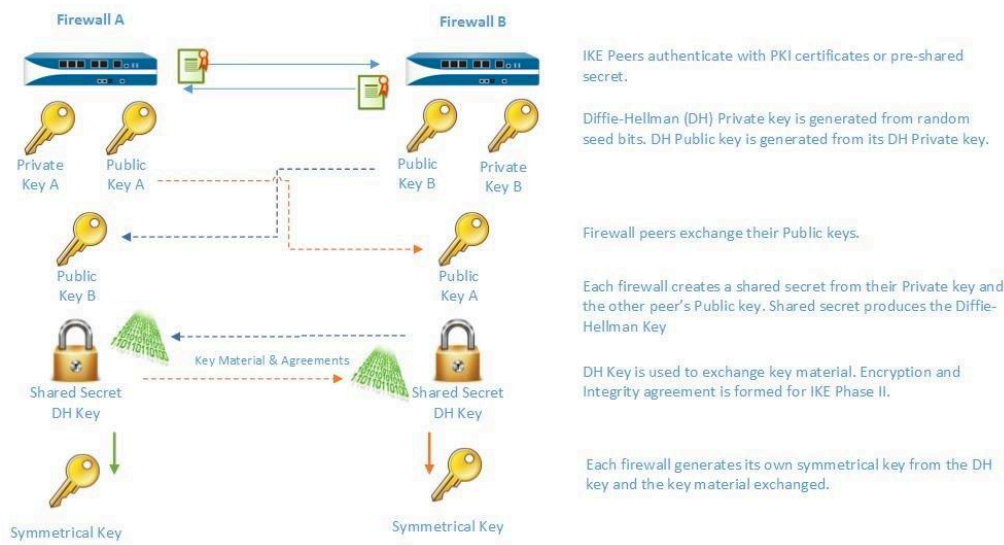 Firewall A
Firewall B
IKE Peers authenticate with PKI certificates or pre-shared
secret.
Diffie-Hellman (DH) Private key is generated from random
seed bits. DH Public key is generated from its DH Private key.
Private
Key A
Public
Key A
Public
Key B
Private
Key B
Firewall peers exchange their Public keys.
Public
Key B
Public
Key A
Each firewall creates a shared secret from their Private key and
the other peer's Public key. Shared secret produces the Diffie-
Hellman Key
Key Material & Agreements
DH Key is used to exchange key material. Encryption and
Integrity agreement is formed for IKE Phase II.
Shared Secret
DH Key
Shared Secret
DH Key
Each firewall generates its own symmetrical key from the DH
key and the key material exchanged.
Symmetrical Key
Symmetrical Key